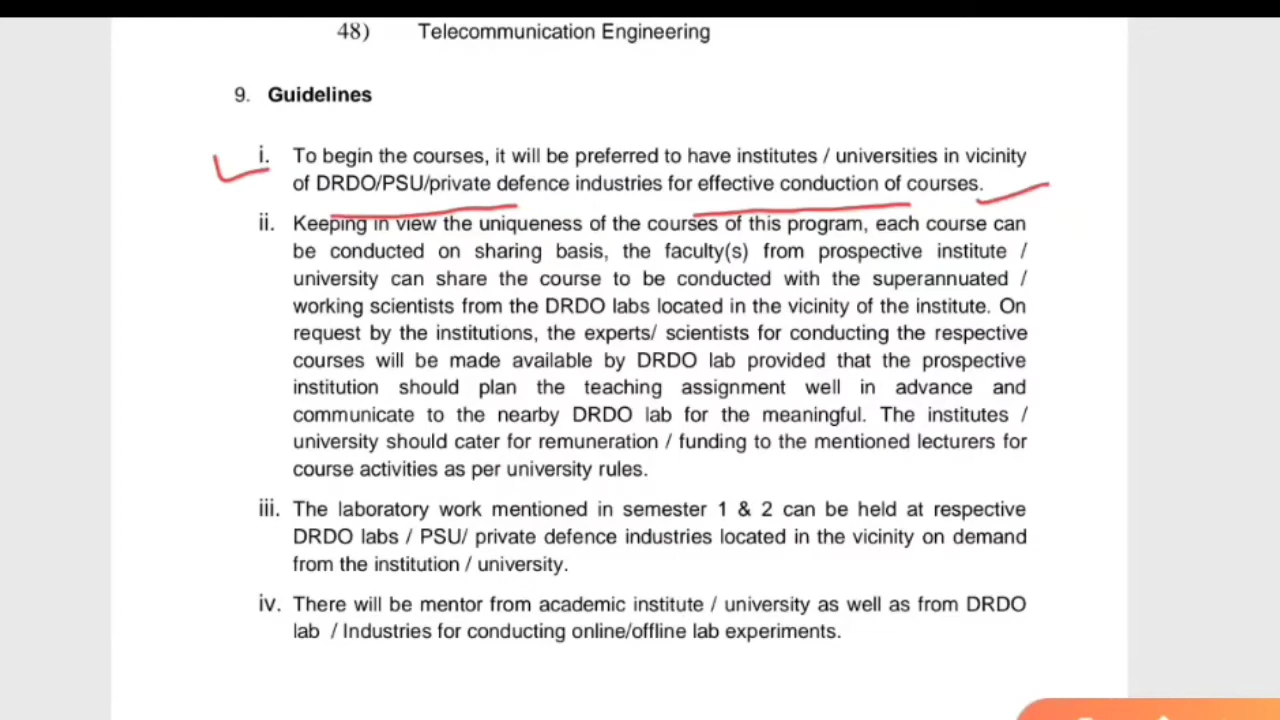 48) Telecommunication Engineering
9. Guidelines
i. To begin the courses, it will be preferred to have institutes / universities in vicinity
of DRDO/PSU/private defence industries for effective conduction of courses.
ii. Keeping in view the uniqueness of the courses of this program, each course can
be conducted on sharing basis, the faculty(s) from prospective institute /
university can share the course to be conducted with the superannuated /
working scientists from the DRDO labs located in the vicinity of the institute. On
request by the institutions, the experts/ scientists for conducting the respective
courses will be made available by DRDO lab provided that the prospective
institution should plan the teaching assignment well in advance and
communicate to the nearby DRDO lab for the meaningful. The institutes /
university should cater for remuneration / funding to the mentioned lecturers for
course activities as per university rules.
iii. The laboratory work mentioned in semester 1 & 2 can be held at respective
DRDO labs / PSU/ private defence industries located in the vicinity on demand
from the institution / university.
iv. There will be mentor from academic institute / university as well as from DRDO
lab / Industries for conducting online/offline lab experiments.